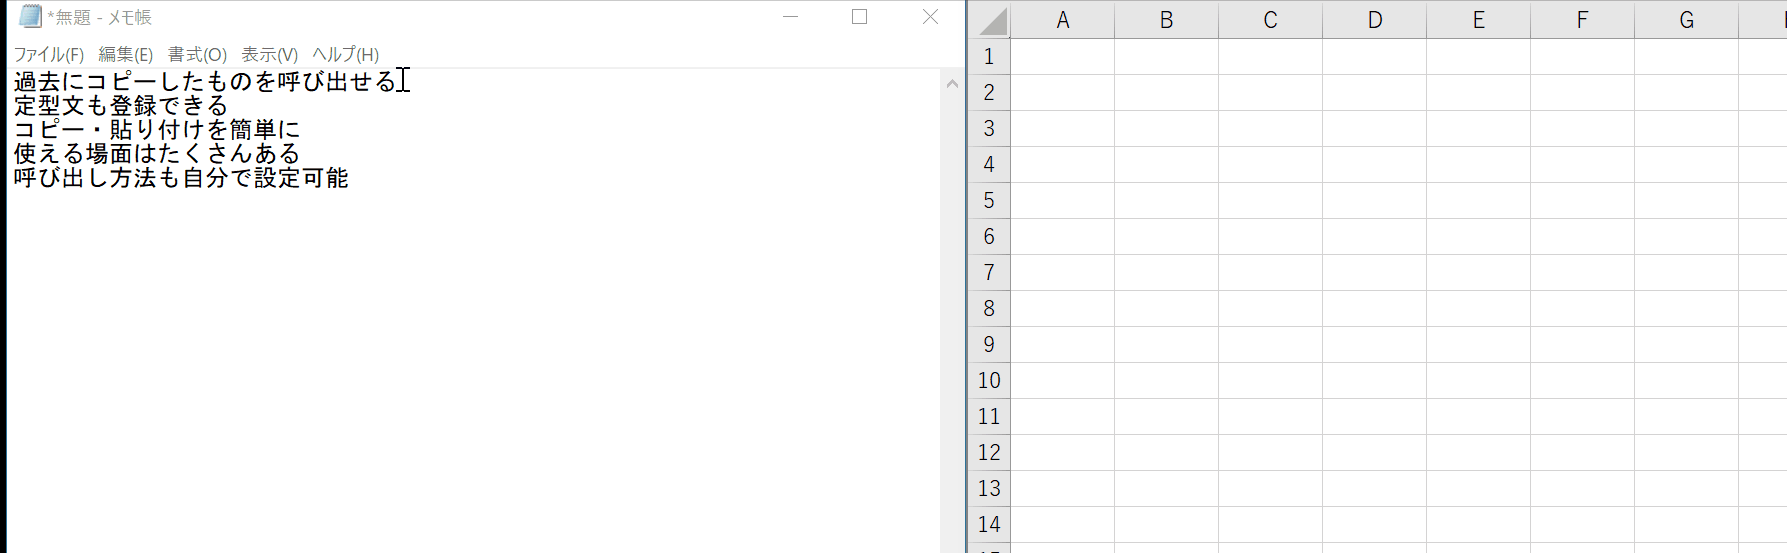 *無題 - メモ帳
ファイル(F) 編集(E) 書式(O) 表示(V) ヘルプ(H)
過去にコピーしたものを呼び出せる
定型文も登録できる
コピー・貼り付けを簡単に
使える場面はたくさんある
呼び出し方法も自分で設定可能
A B C D E F G
1
2
3
4
5
6
7
8
9
10
11
12
13
14